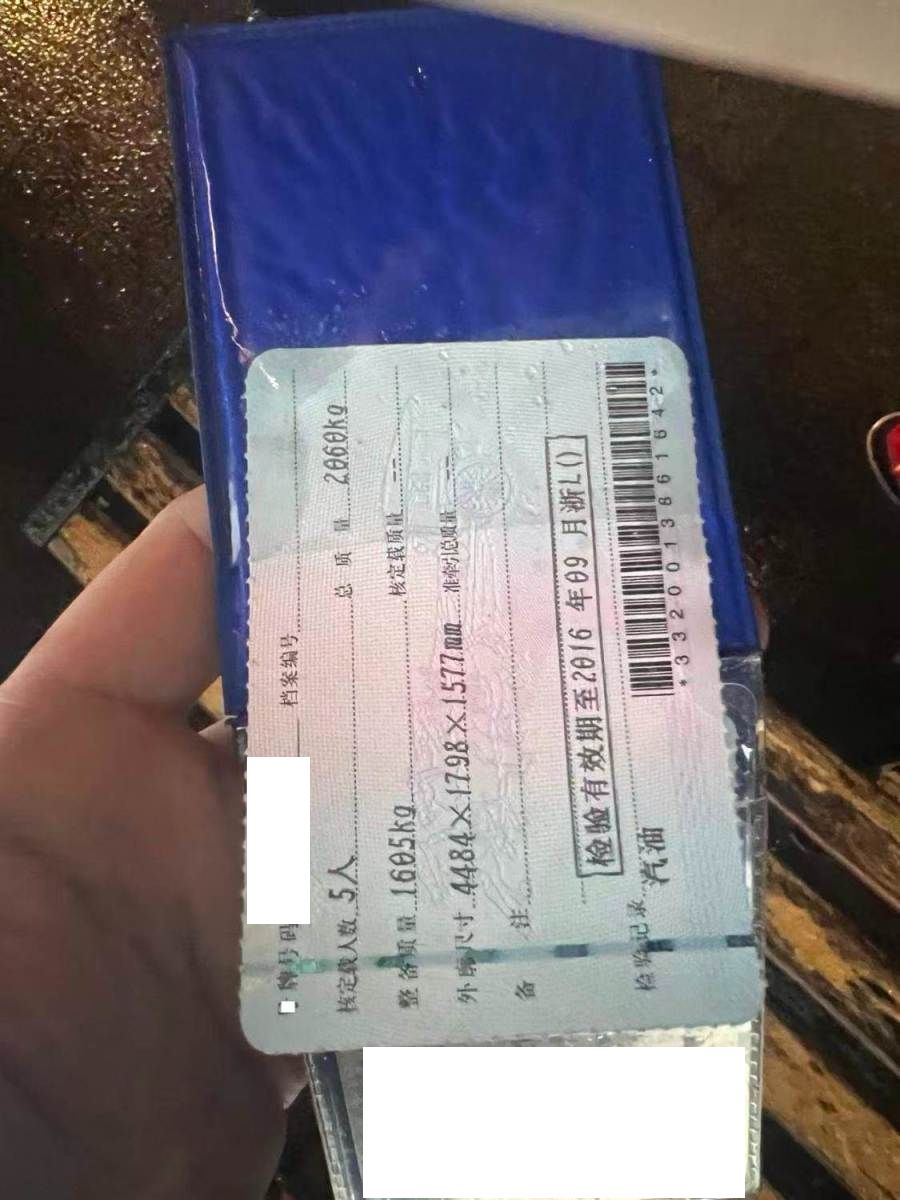 号牌号码 档案编号
核定载人数 5人 总质量 2060kg
整备质量 1605kg 核定载质量 --
外廓尺寸 4484×1798×1577mm 准牵引总质量 --
备注
检验有效期至2016年09月浙L()
检验记录 汽油
*3320013861642*